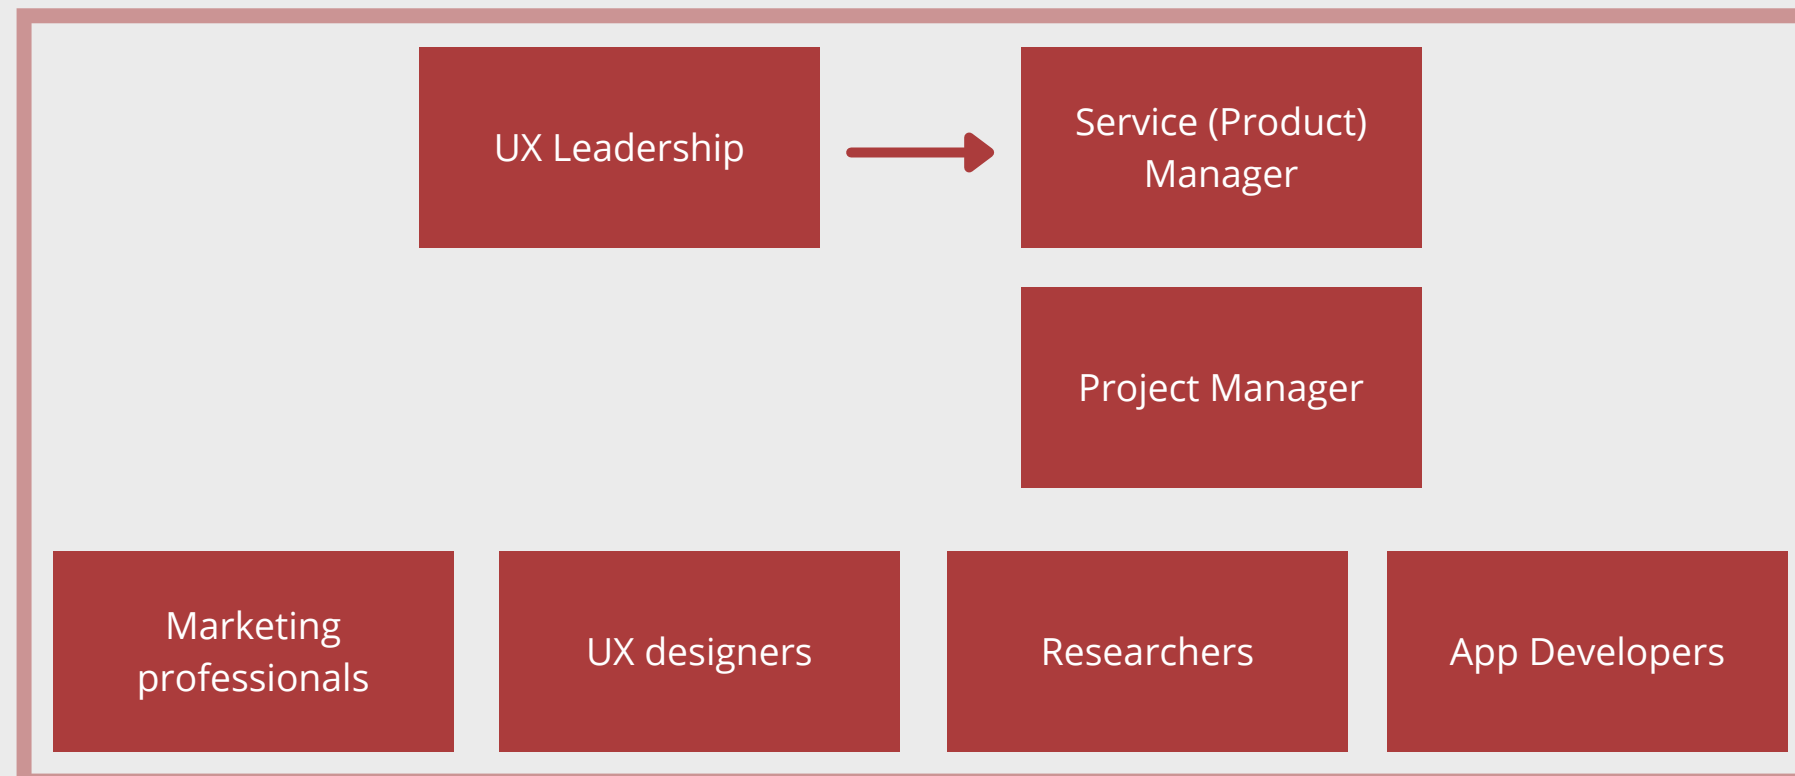 UX Leadership
Service (Product)
Manager
Project Manager
Marketing
professionals
UX designers
Researchers
App Developers